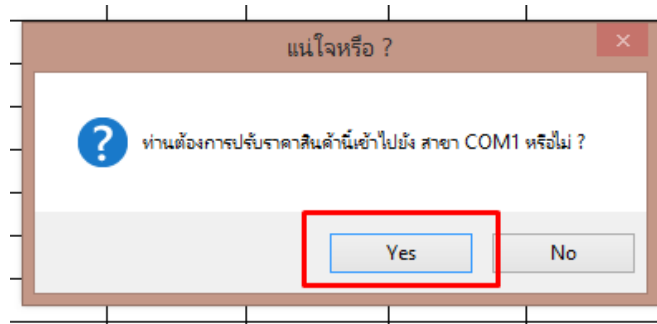 แน่ใจหรือ ?
ท่านต้องการปรับราคาสินค้านี้เข้าไปยัง สาขา COM1 หรือไม่ ?
Yes
No